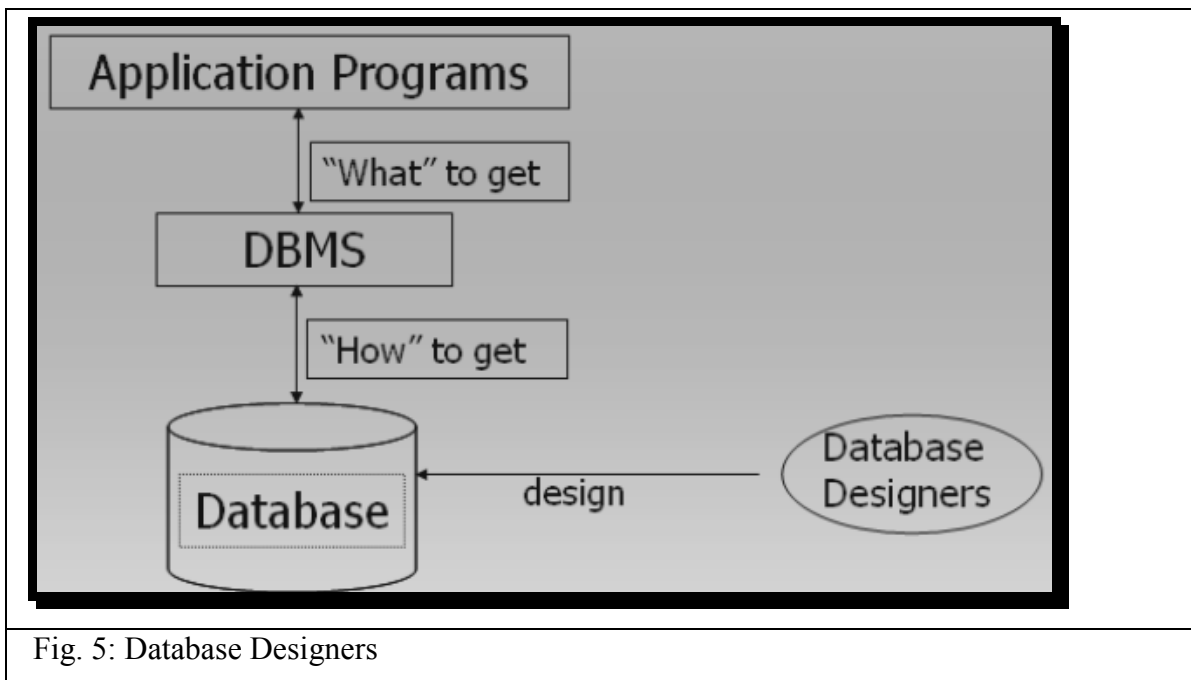 Application Programs
“What” to get
DBMS
“How” to get
Database
design
Database
Designers
Fig. 5: Database Designers